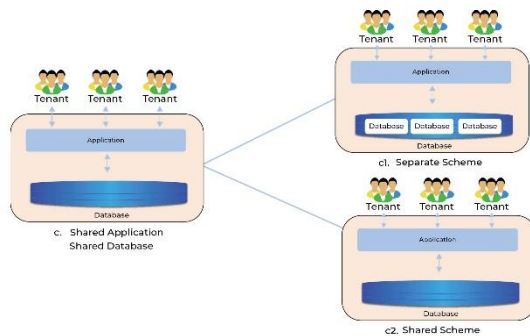 Tenant Tenant Tenant
Application
Database
c. Shared Application
Shared Database
Tenant Tenant Tenant
Application
Database Database Database
Database
c1. Separate Scheme
Tenant Tenant Tenant
Application
Database
c2. Shared Scheme